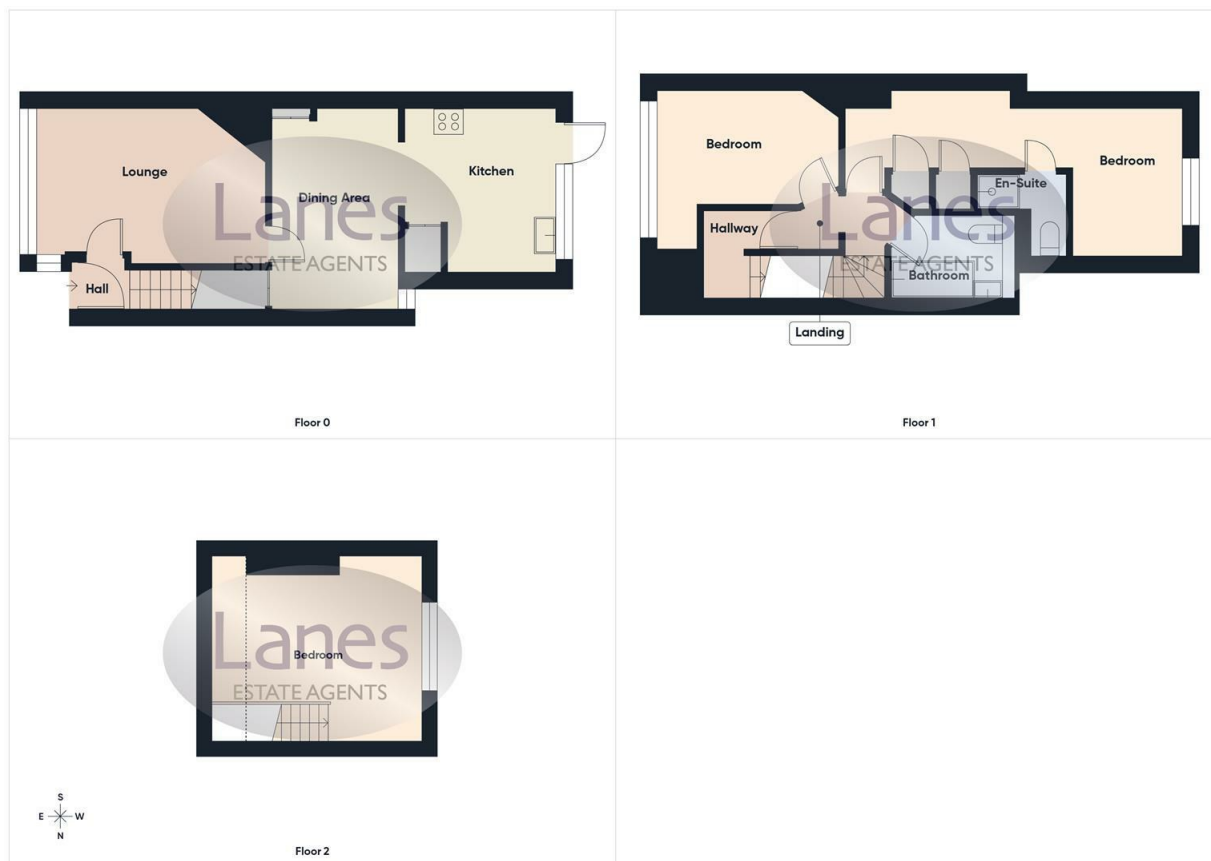 Lounge
Dining Area
Kitchen
Hall
Lanes
ESTATE AGENTS
Floor 0
Bedroom
Bedroom
En-Suite
Hallway
Bathroom
Landing
Lanes
ESTATE AGENTS
Floor 1
Bedroom
Lanes
ESTATE AGENTS
S
E W
N
Floor 2